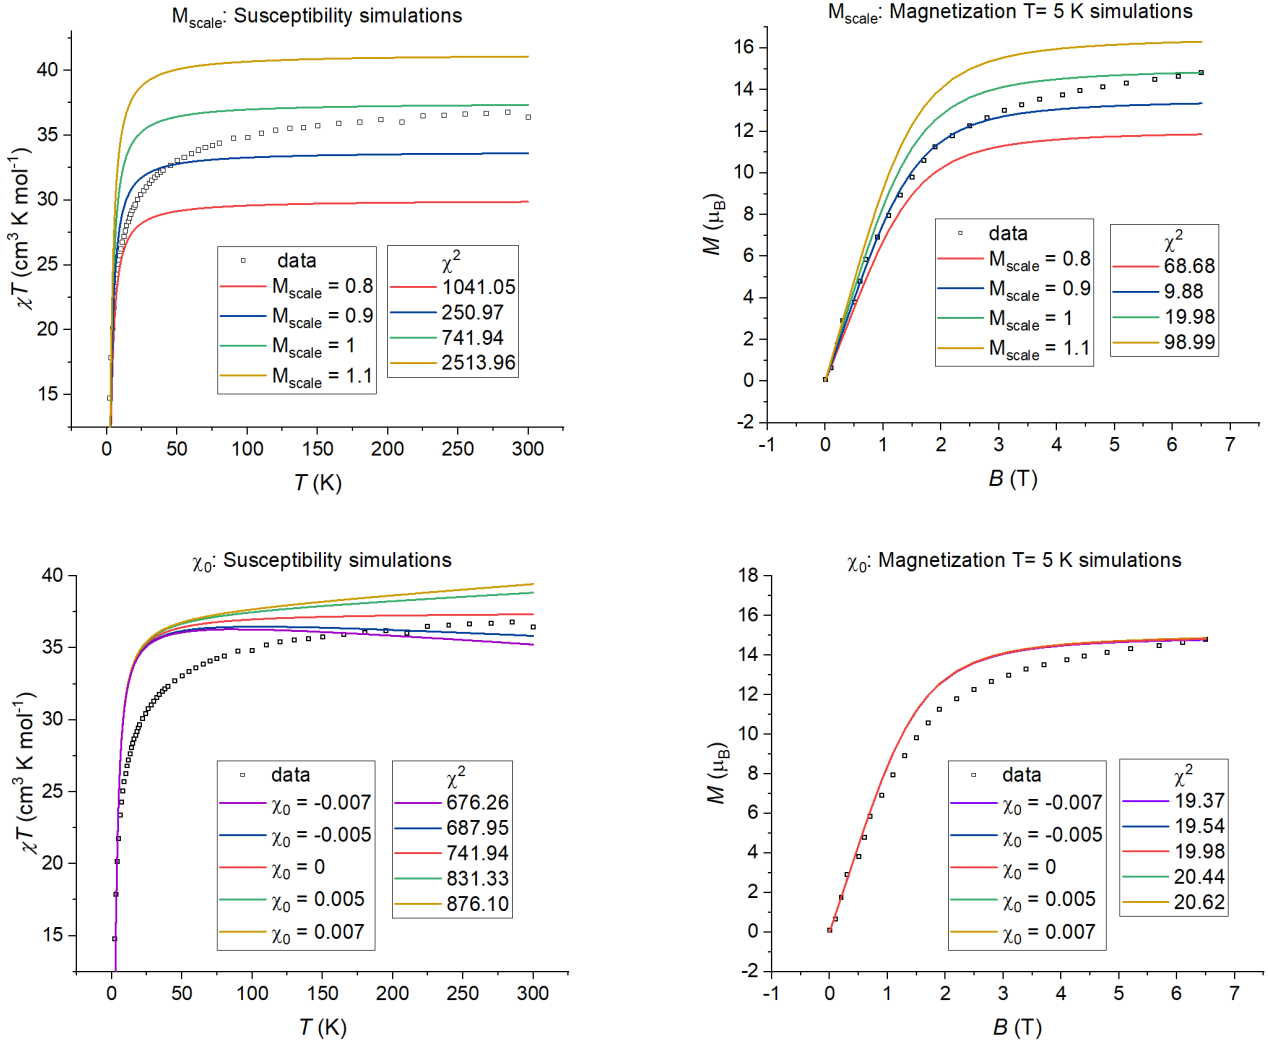 M_scale: Susceptibility simulations
40
35
30
25
20
15
χT (cm³ K mol⁻¹)
0 50 100 150 200 250 300
T (K)
data
M_scale = 0.8
M_scale = 0.9
M_scale = 1
M_scale = 1.1
χ²
1041.05
250.97
741.94
2513.96
M_scale: Magnetization T= 5 K simulations
16
14
12
10
8
6
4
2
0
-2
M (μ_B)
-1 0 1 2 3 4 5 6 7
B (T)
data
M_scale = 0.8
M_scale = 0.9
M_scale = 1
M_scale = 1.1
χ²
68.68
9.88
19.98
98.99
χ₀: Susceptibility simulations
40
35
30
25
20
15
χT (cm³ K mol⁻¹)
0 50 100 150 200 250 300
T (K)
data
χ₀ = -0.007
χ₀ = -0.005
χ₀ = 0
χ₀ = 0.005
χ₀ = 0.007
χ²
676.26
687.95
741.94
831.33
876.10
χ₀: Magnetization T= 5 K simulations
18
16
14
12
10
8
6
4
2
0
-2
M (μ_B)
-1 0 1 2 3 4 5 6 7
B (T)
data
χ₀ = -0.007
χ₀ = -0.005
χ₀ = 0
χ₀ = 0.005
χ₀ = 0.007
χ²
19.37
19.54
19.98
20.44
20.62